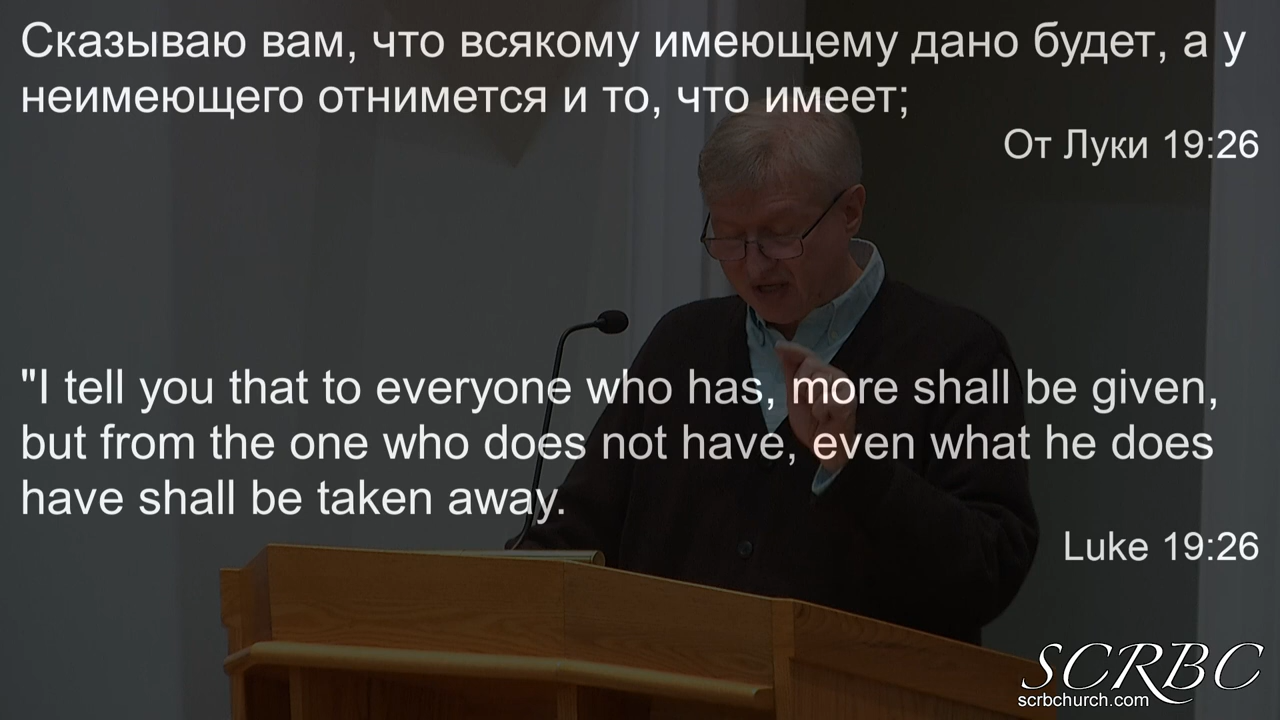 Сказываю вам, что всякому имеющему дано будет, а у
неимеющего отнимется и то, что имеет;
От Луки 19:26
"I tell you that to everyone who has, more shall be given,
but from the one who does not have, even what he does
have shall be taken away.
Luke 19:26
SCRBC
scrbchurch.com